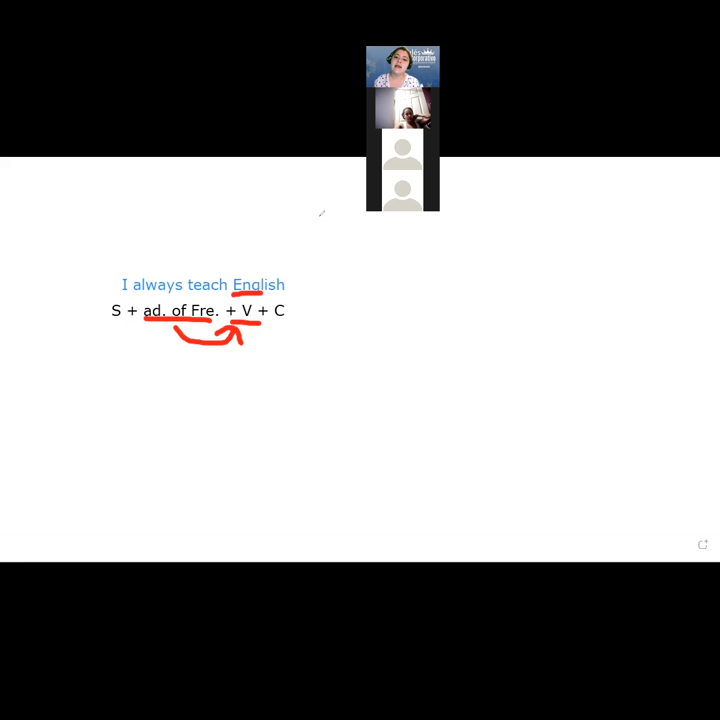 I always teach English
S + ad. of Fre. + V + C